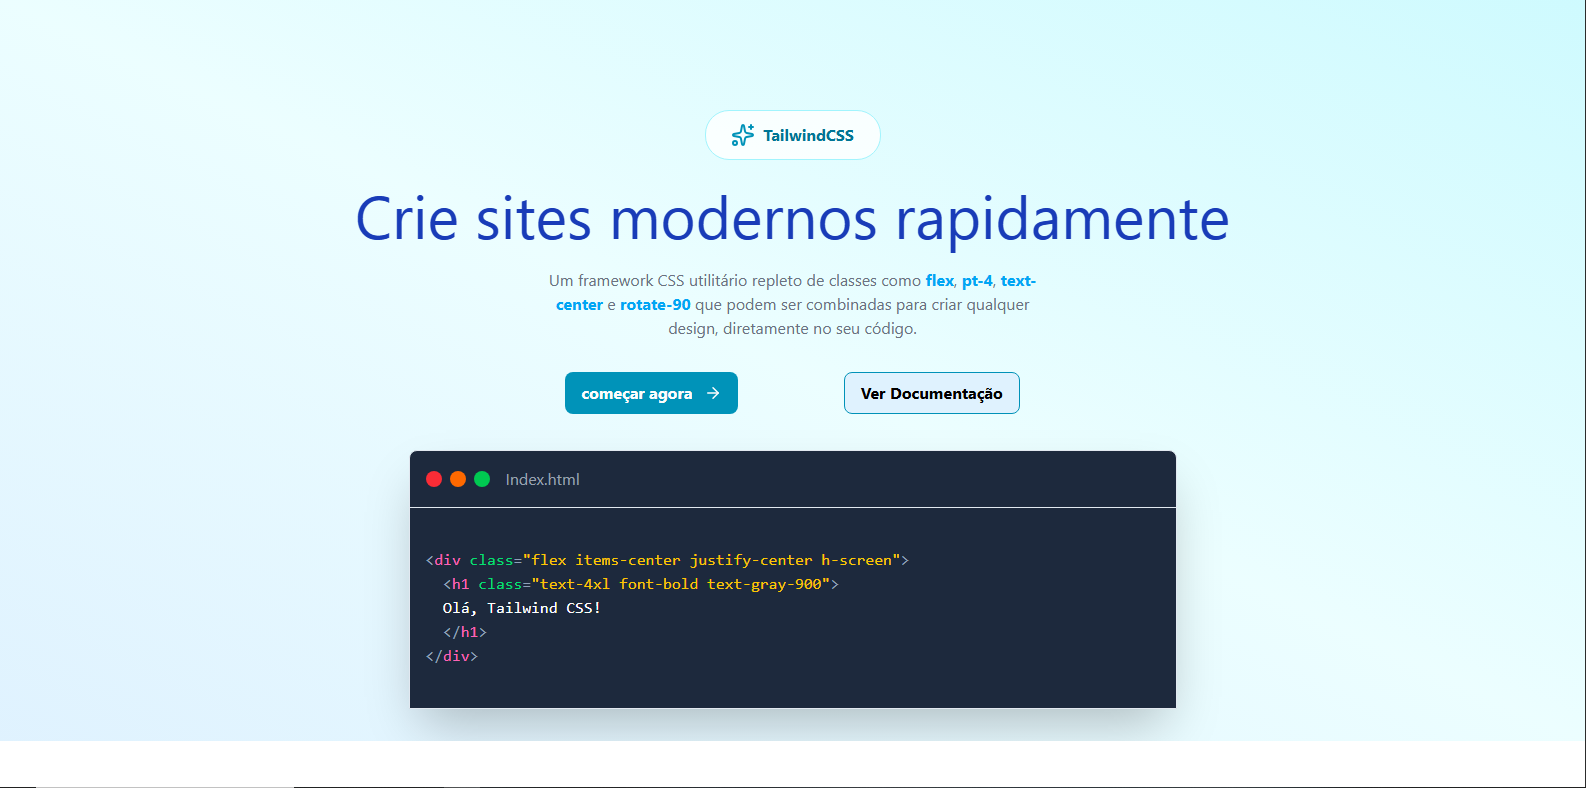 TailwindCSS
Crie sites modernos rapidamente
Um framework CSS utilitário repleto de classes como flex, pt-4, text-
center e rotate-90 que podem ser combinadas para criar qualquer
design, diretamente no seu código.
começar agora →
Ver Documentação
Index.html
<div class="flex items-center justify-center h-screen">
  <h1 class="text-4xl font-bold text-gray-900">
  Olá, Tailwind CSS!
  </h1>
</div>